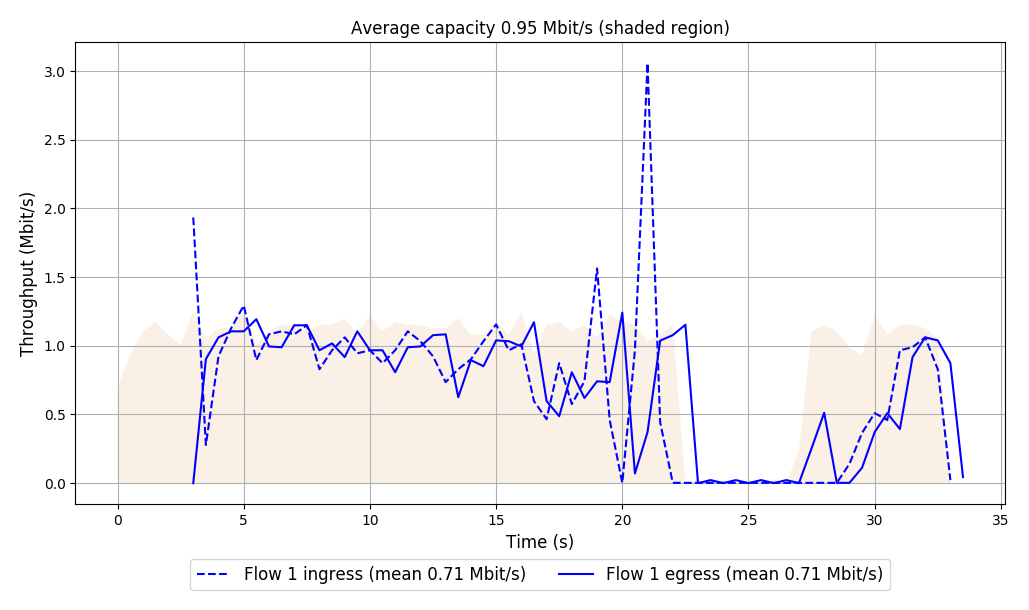 Average capacity 0.95 Mbit/s (shaded region)
Throughput (Mbit/s)
3.0
2.5
2.0
1.5
1.0
0.5
0.0
0 5 10 15 20 25 30 35
Time (s)
Flow 1 ingress (mean 0.71 Mbit/s) Flow 1 egress (mean 0.71 Mbit/s)